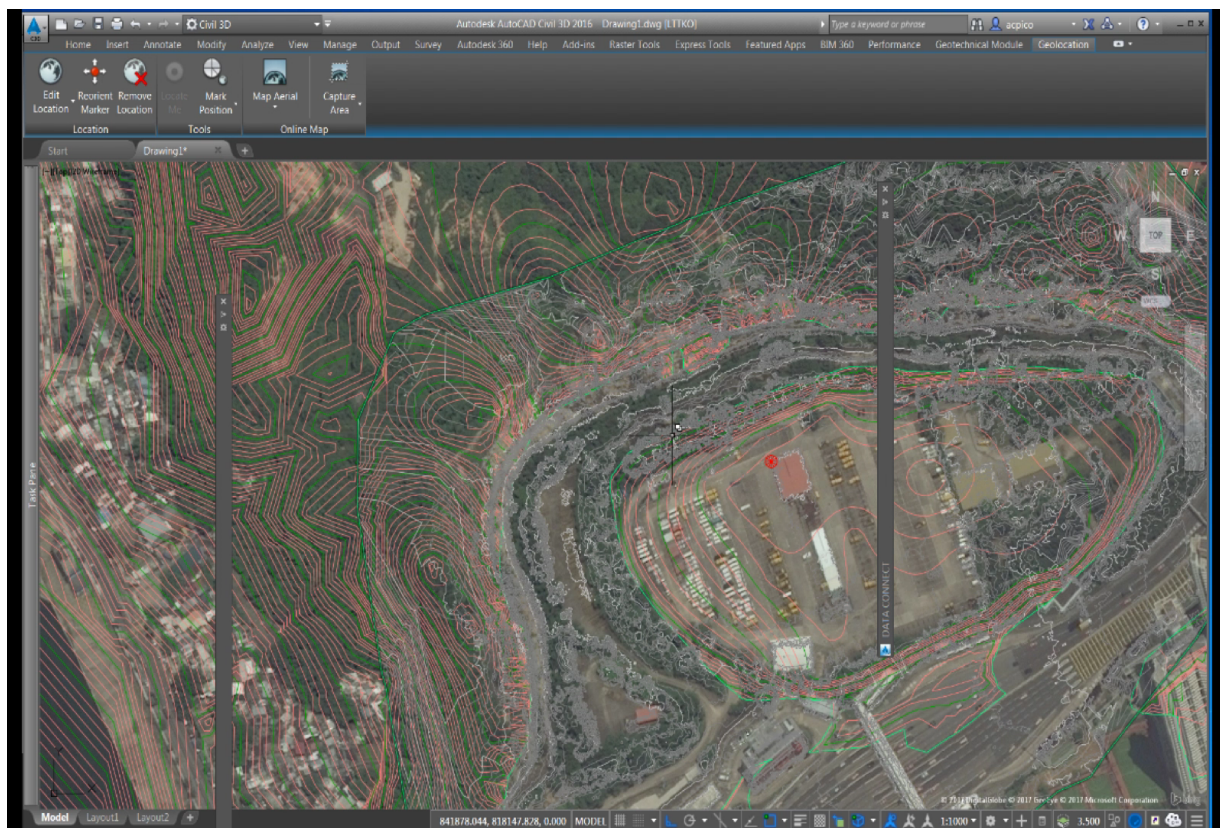 Civil 3D
Autodesk AutoCAD Civil 3D 2016 Drawing1.dwg [LTTKO]
Type a keyword or phrase
acpico
CIVD
Home Insert Annotate Modify Analyze View Manage Output Survey Autodesk 360 Help Add-ins Raster Tools Express Tools Featured Apps BIM 360 Performance Geotechnical Module Geolocation
Edit Location
Reorient Marker
Remove Location
Locate Me
Mark Position
Map Aerial
Capture Area
Location Tools Online Map
Start Drawing1*
N
W TOP E
S
WCS
Task Pane
DATA CONNECT
Y
X
© 2017 DigitalGlobe © 2017 GeoEye © 2017 Microsoft Corporation
Model Layout1 Layout2 +
841878.044, 818147.828, 0.000 MODEL 1:1000 3.500